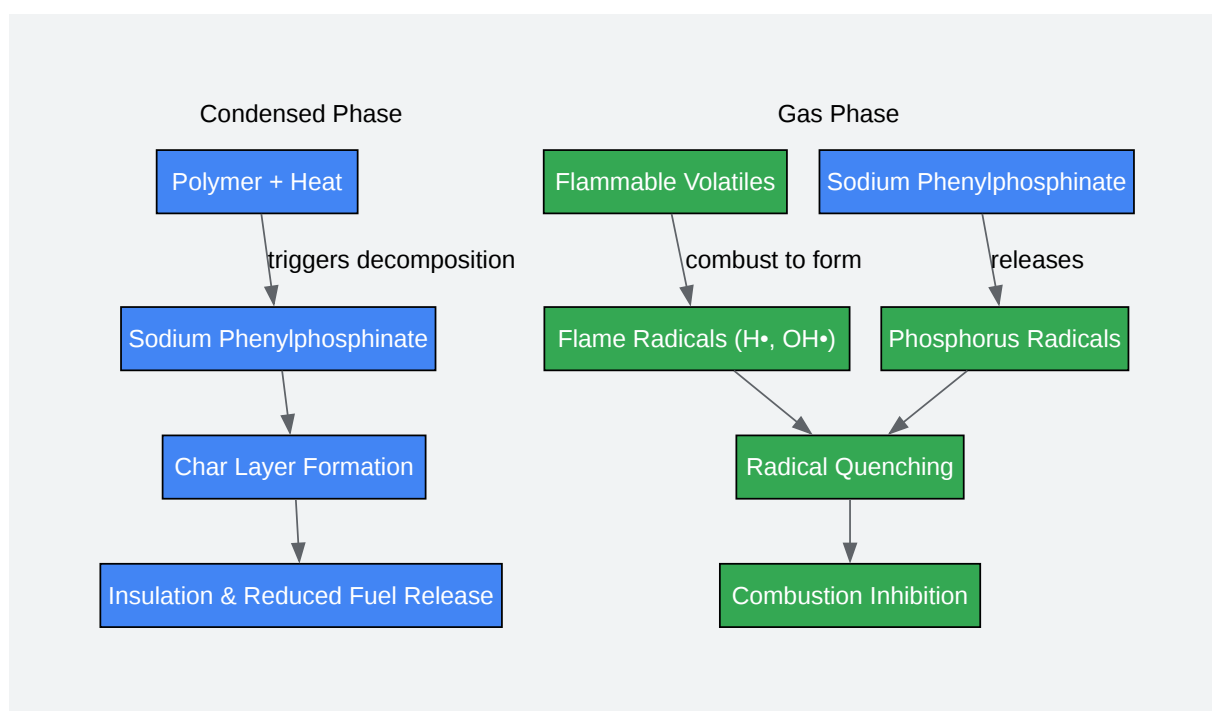 Condensed Phase
Polymer + Heat
triggers decomposition
Sodium Phenylphosphinate
Char Layer Formation
Insulation & Reduced Fuel Release
Gas Phase
Flammable Volatiles
Sodium Phenylphosphinate
combust to form
releases
Flame Radicals (H•, OH•)
Phosphorus Radicals
Radical Quenching
Combustion Inhibition